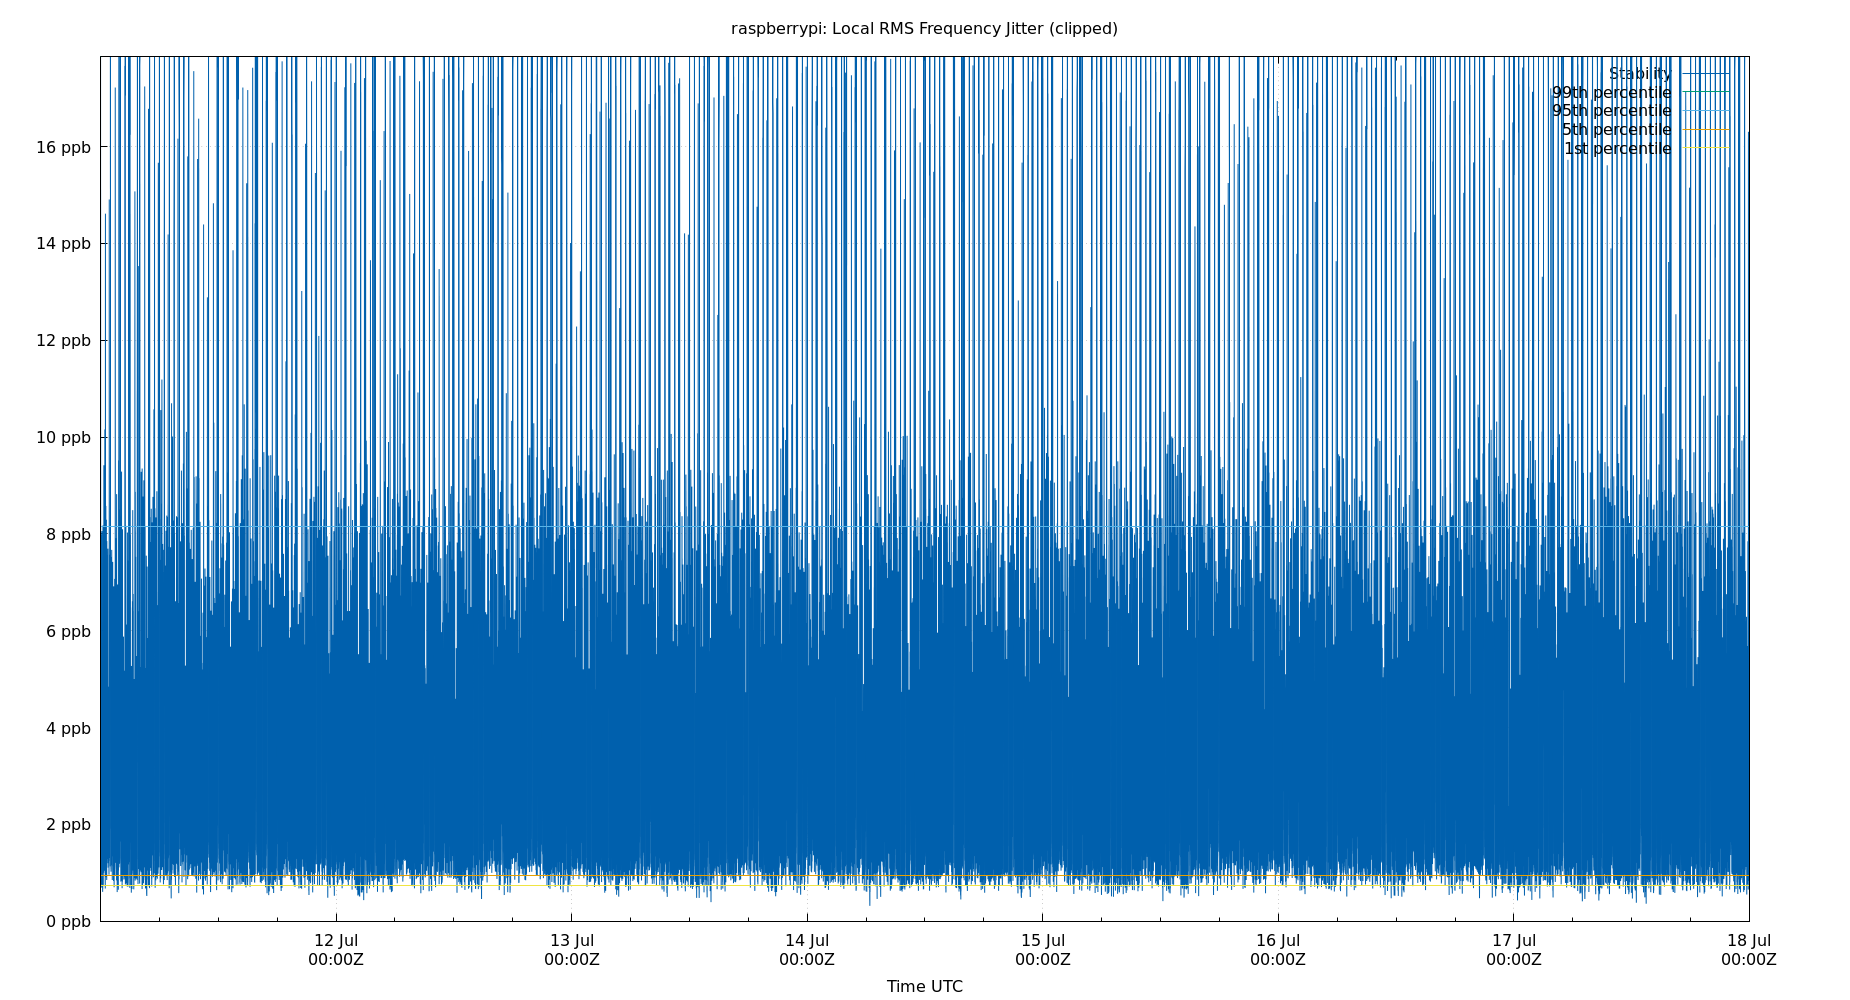 raspberrypi: Local RMS Frequency Jitter (clipped)
Stability
99th percentile
95th percentile
5th percentile
1st percentile
16 ppb
14 ppb
12 ppb
10 ppb
8 ppb
6 ppb
4 ppb
2 ppb
0 ppb
12 Jul 13 Jul 14 Jul 15 Jul 16 Jul 17 Jul 18 Jul
00:00Z 00:00Z 00:00Z 00:00Z 00:00Z 00:00Z 00:00Z
Time UTC